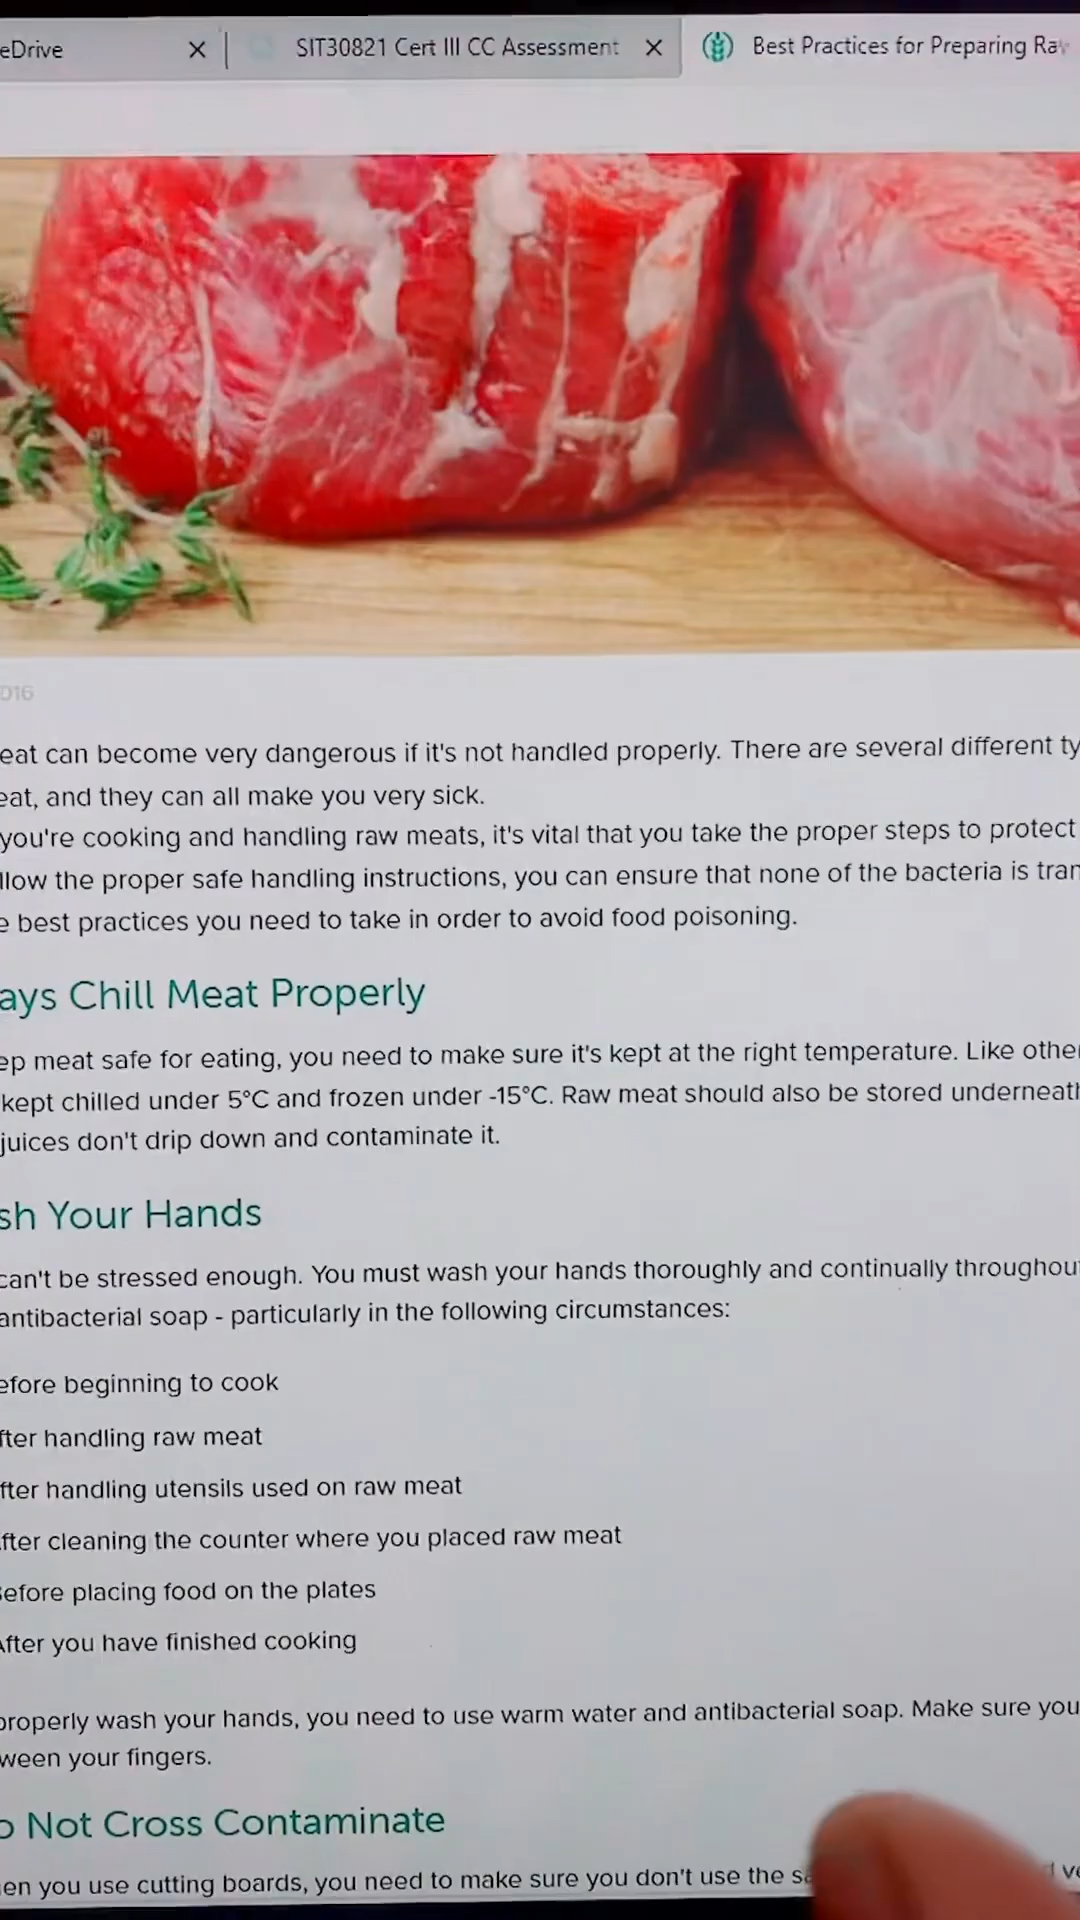 eDrive
SIT30821 Cert III CC Assessment
Best Practices for Preparing Ra
016
eat can become very dangerous if it's not handled properly. There are several different ty
eat, and they can all make you very sick.
you're cooking and handling raw meats, it's vital that you take the proper steps to protect
llow the proper safe handling instructions, you can ensure that none of the bacteria is tran
e best practices you need to take in order to avoid food poisoning.
ays Chill Meat Properly
ep meat safe for eating, you need to make sure it's kept at the right temperature. Like other
kept chilled under 5°C and frozen under -15°C. Raw meat should also be stored underneath
juices don't drip down and contaminate it.
sh Your Hands
can't be stressed enough. You must wash your hands thoroughly and continually throughout
antibacterial soap - particularly in the following circumstances:
efore beginning to cook
fter handling raw meat
fter handling utensils used on raw meat
fter cleaning the counter where you placed raw meat
efore placing food on the plates
After you have finished cooking
properly wash your hands, you need to use warm water and antibacterial soap. Make sure you
ween your fingers.
o Not Cross Contaminate
en you use cutting boards, you need to make sure you don't use the